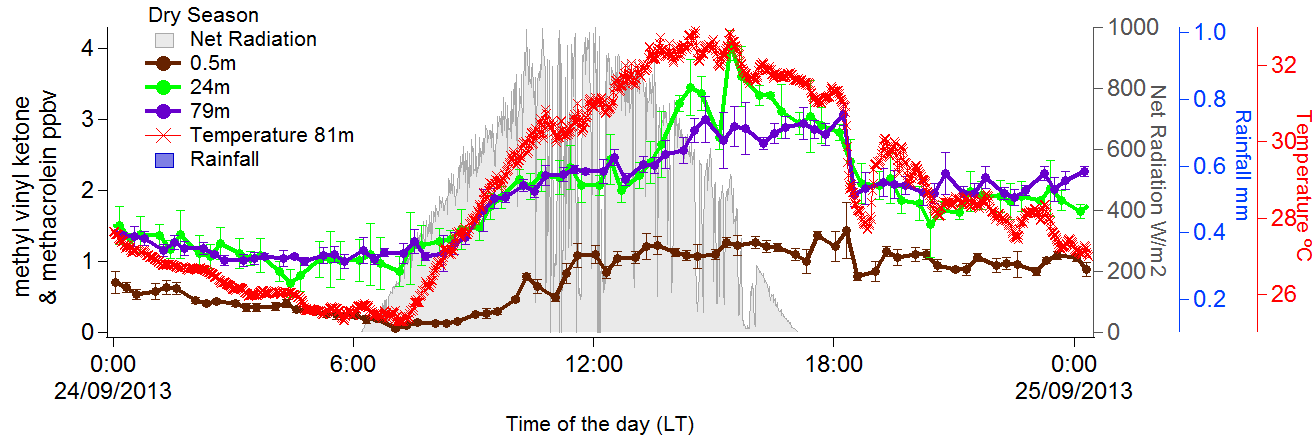 Dry Season
Net Radiation
0.5m
24m
79m
Temperature 81m
Rainfall
methyl vinyl ketone
& methacrolein ppbv
4
3
2
1
0
0:00
24/09/2013
6:00
12:00
18:00
0:00
25/09/2013
Time of the day (LT)
1000
800
600
400
200
0
Net Radiation W/m2
1.0
0.8
0.6
0.4
0.2
Rainfall mm
32
30
28
26
Temperature ºC